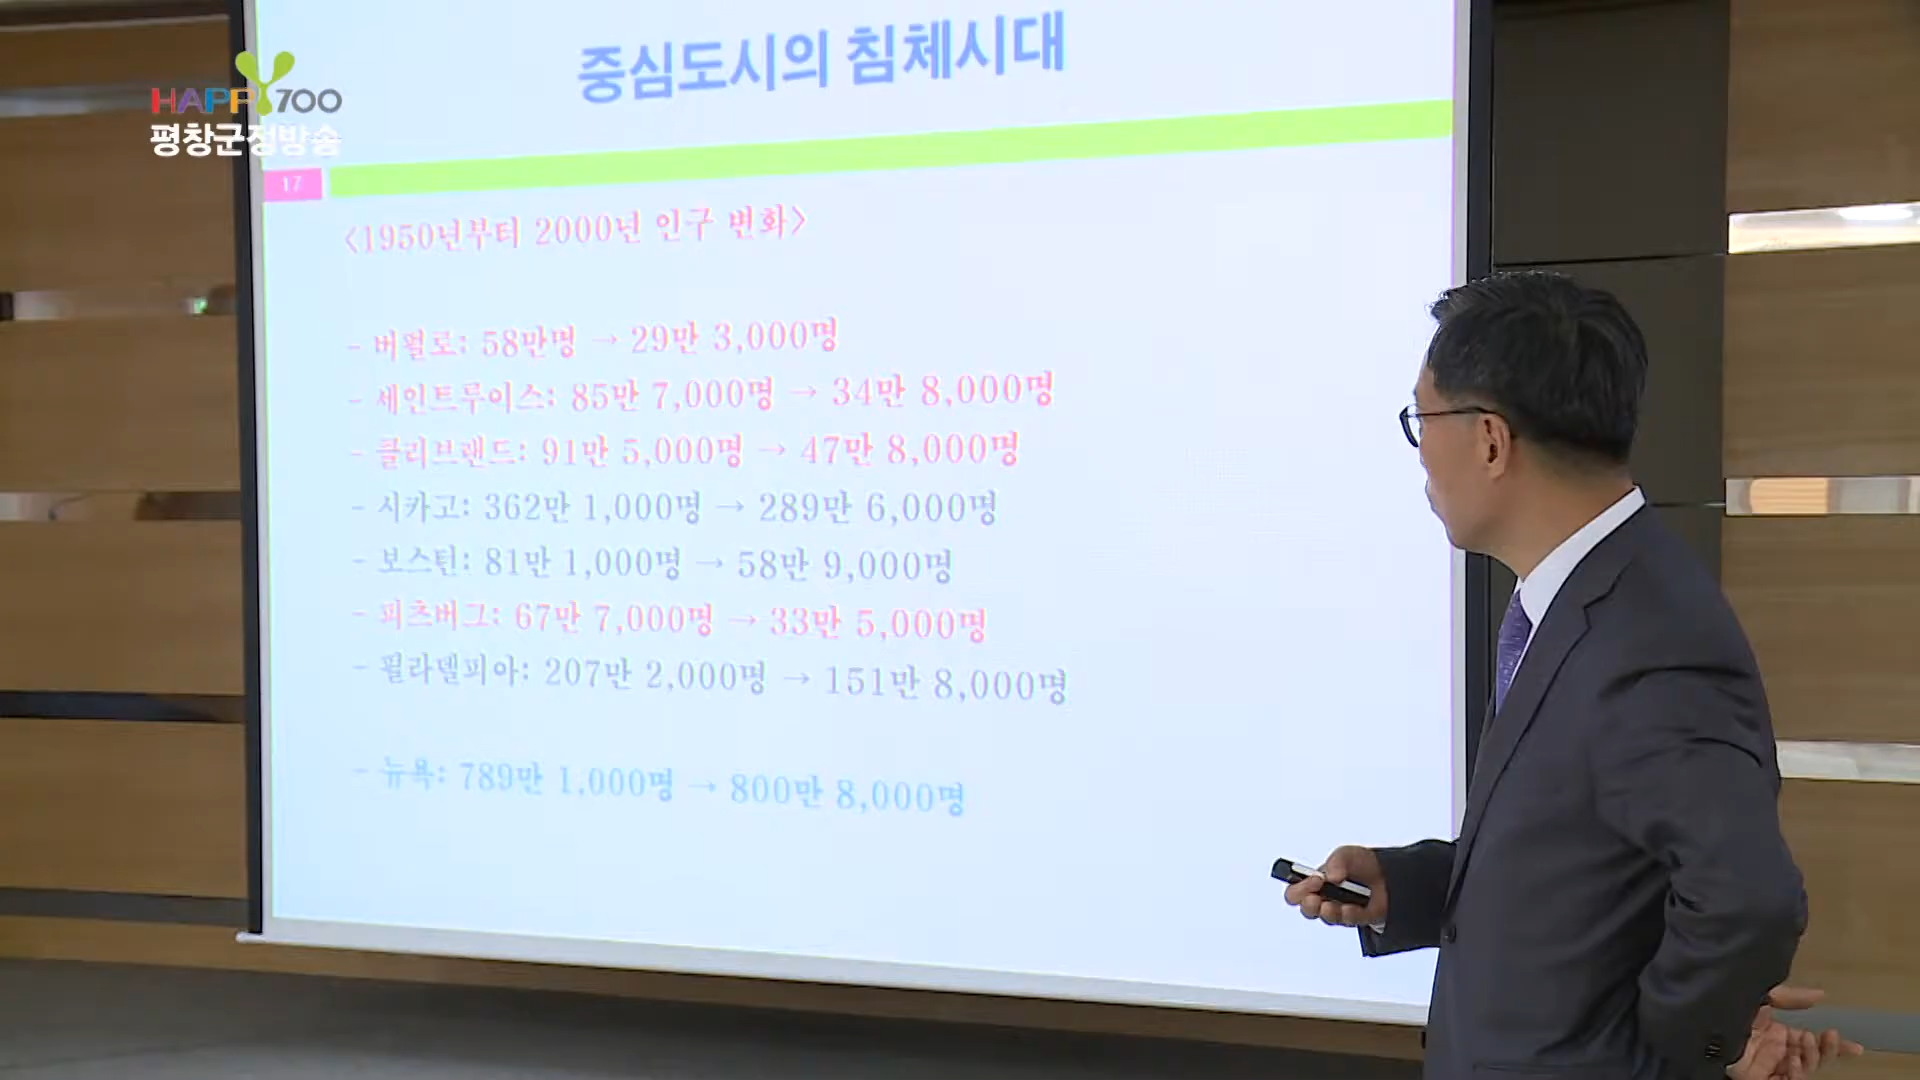 HAPPY 700
평창군정방송
중심도시의 침체시대
17
<1950년부터 2000년 인구 변화>
- 버펄로: 58만명 → 29만 3,000명
- 세인트루이스: 85만 7,000명 → 34만 8,000명
- 클리브랜드: 91만 5,000명 → 47만 8,000명
- 시카고: 362만 1,000명 → 289만 6,000명
- 보스턴: 81만 1,000명 → 58만 9,000명
- 피츠버그: 67만 7,000명 → 33만 5,000명
- 필라델피아: 207만 2,000명 → 151만 8,000명
- 뉴욕: 789만 1,000명 → 800만 8,000명